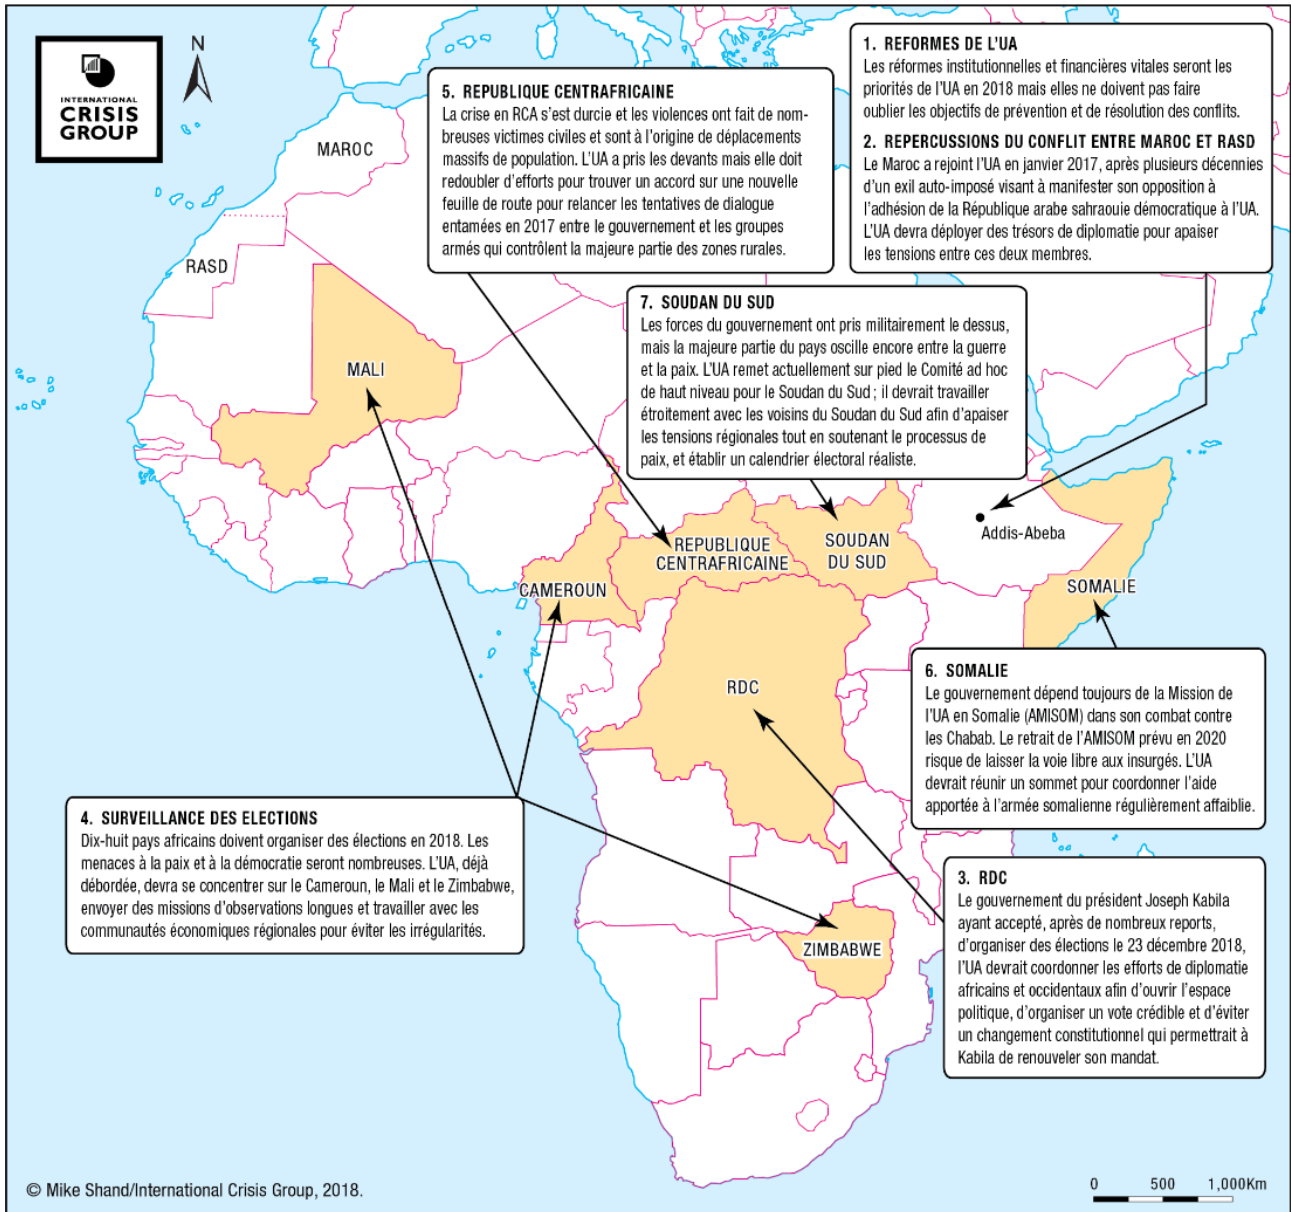 INTERNATIONAL
CRISIS
GROUP
N
1. REFORMES DE L'UA
Les réformes institutionnelles et financières vitales seront les
priorités de l'UA en 2018 mais elles ne doivent pas faire
oublier les objectifs de prévention et de résolution des conflits.
2. REPERCUSSIONS DU CONFLIT ENTRE MAROC ET RASD
Le Maroc a rejoint l'UA en janvier 2017, après plusieurs décennies
d'un exil auto-imposé visant à manifester son opposition à
l'adhésion de la République arabe sahraouie démocratique à l'UA.
L'UA devra déployer des trésors de diplomatie pour apaiser
les tensions entre ces deux membres.
5. REPUBLIQUE CENTRAFRICAINE
La crise en RCA s'est durcie et les violences ont fait de nom-
breuses victimes civiles et sont à l'origine de déplacements
massifs de population. L'UA a pris les devants mais elle doit
redoubler d'efforts pour trouver un accord sur une nouvelle
feuille de route pour relancer les tentatives de dialogue
entamées en 2017 entre le gouvernement et les groupes
armés qui contrôlent la majeure partie des zones rurales.
MAROC
RASD
7. SOUDAN DU SUD
Les forces du gouvernement ont pris militairement le dessus,
mais la majeure partie du pays oscille encore entre la guerre
et la paix. L'UA remet actuellement sur pied le Comité ad hoc
de haut niveau pour le Soudan du Sud ; il devrait travailler
étroitement avec les voisins du Soudan du Sud afin d'apaiser
les tensions régionales tout en soutenant le processus de
paix, et établir un calendrier électoral réaliste.
MALI
Addis-Abeba
REPUBLIQUE
CENTRAFRICAINE
SOUDAN
DU SUD
CAMEROUN
SOMALIE
RDC
6. SOMALIE
Le gouvernement dépend toujours de la Mission de
l'UA en Somalie (AMISOM) dans son combat contre
les Chabab. Le retrait de l'AMISOM prévu en 2020
risque de laisser la voie libre aux insurgés. L'UA
devrait réunir un sommet pour coordonner l'aide
apportée à l'armée somalienne régulièrement affaiblie.
4. SURVEILLANCE DES ELECTIONS
Dix-huit pays africains doivent organiser des élections en 2018. Les
menaces à la paix et à la démocratie seront nombreuses. L'UA, déjà
débordée, devra se concentrer sur le Cameroun, le Mali et le Zimbabwe,
envoyer des missions d'observations longues et travailler avec les
communautés économiques régionales pour éviter les irrégularités.
3. RDC
Le gouvernement du président Joseph Kabila
ayant accepté, après de nombreux reports,
d'organiser des élections le 23 décembre 2018,
l'UA devrait coordonner les efforts de diplomatie
africains et occidentaux afin d'ouvrir l'espace
politique, d'organiser un vote crédible et d'éviter
un changement constitutionnel qui permettrait à
Kabila de renouveler son mandat.
ZIMBABWE
© Mike Shand/International Crisis Group, 2018.
0 500 1,000Km